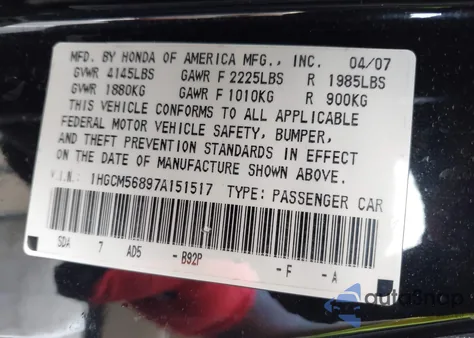 MFD. BY HONDA OF AMERICA MFG., INC. 04/07
GVWR 4145LBS GAWR F 2225LBS R 1985LBS
GVWR 1880KG GAWR F 1010KG R 900KG
THIS VEHICLE CONFORMS TO ALL APPLICABLE
FEDERAL MOTOR VEHICLE SAFETY, BUMPER,
AND THEFT PREVENTION STANDARDS IN EFFECT
ON THE DATE OF MANUFACTURE SHOWN ABOVE.
V.I.N.: 1HGCM56897A151517 TYPE: PASSENGER CAR
SDA 7 AD5 - B92P - F - A
auto3nap